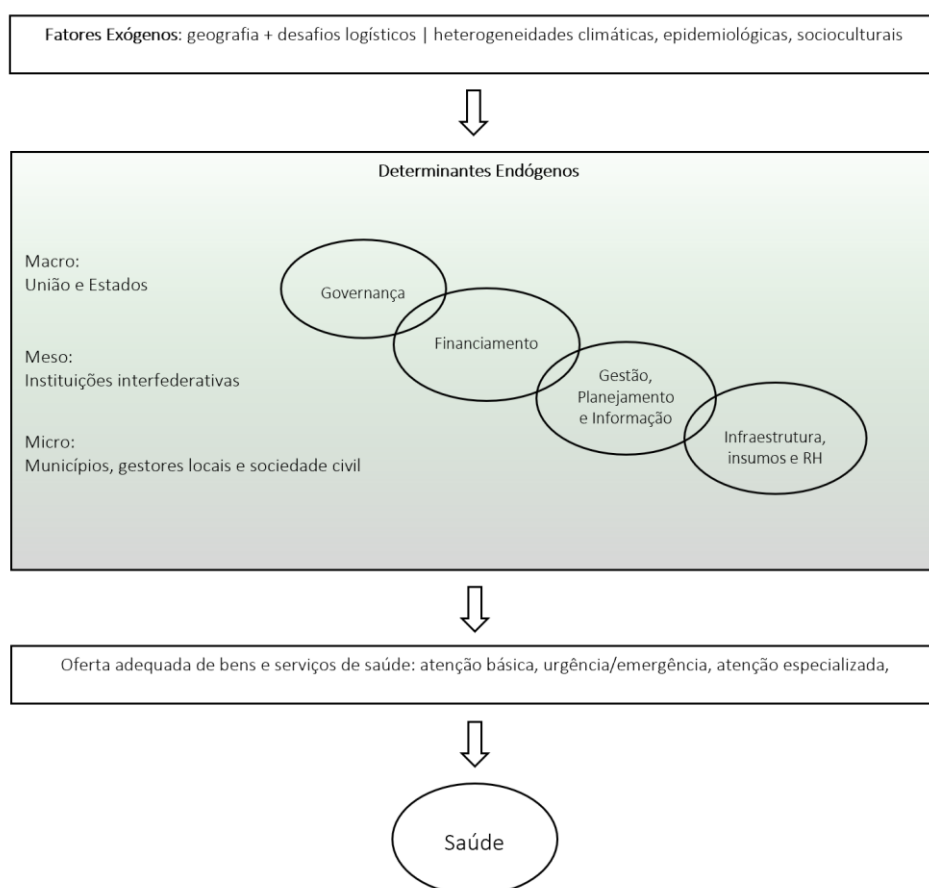 Fatores Exógenos: geografia + desafios logísticos | heterogeneidades climáticas, epidemiológicas, socioculturais
Determinantes Endógenos
Macro:
União e Estados
Meso:
Instituições interfederativas
Micro:
Municípios, gestores locais e sociedade civil
Governança
Financiamento
Gestão,
Planejamento
e Informação
Infraestrutura,
insumos e RH
Oferta adequada de bens e serviços de saúde: atenção básica, urgência/emergência, atenção especializada,
Saúde